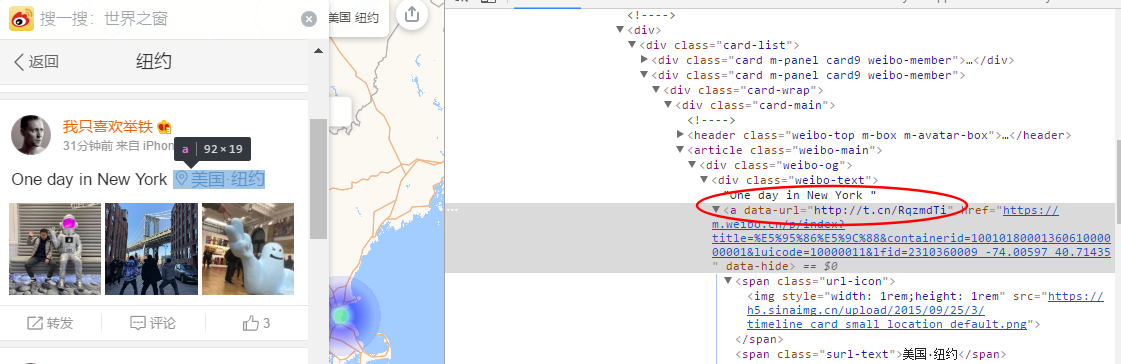 搜一搜：世界之窗
美国 纽约
返回
纽约
我只喜欢举铁
31分钟前 来自 iPhon
a | 92×19
One day in New York 美国·纽约
转发
评论
3
<!---->
▼<div>
▼<div class="card-list">
▶<div class="card m-panel card9 weibo-member">…</div>
▼<div class="card m-panel card9 weibo-member">
▼<div class="card-wrap">
▼<div class="card-main">
<!---->
▶<header class="weibo-top m-box m-avatar-box">…</header>
▼<article class="weibo-main">
▼<div class="weibo-og">
▼<div class="weibo-text">
"One day in New York "
…
▼<a data-url="http://t.cn/RqzmdTi" href="https://
m.weibo.cn/p/index?
title=%E5%95%86%E5%9C%88&containerid=10010180001360610000
00001&luicode=10000011&lfid=2310360009 -74.00597 40.71435
" data-hide> == $0
▼<span class="url-icon">
<img style="width: 1rem;height: 1rem" src="https://
h5.sinaimg.cn/upload/2015/09/25/3/
timeline_card_small_location_default.png">
</span>
<span class="surl-text">美国·纽约</span>